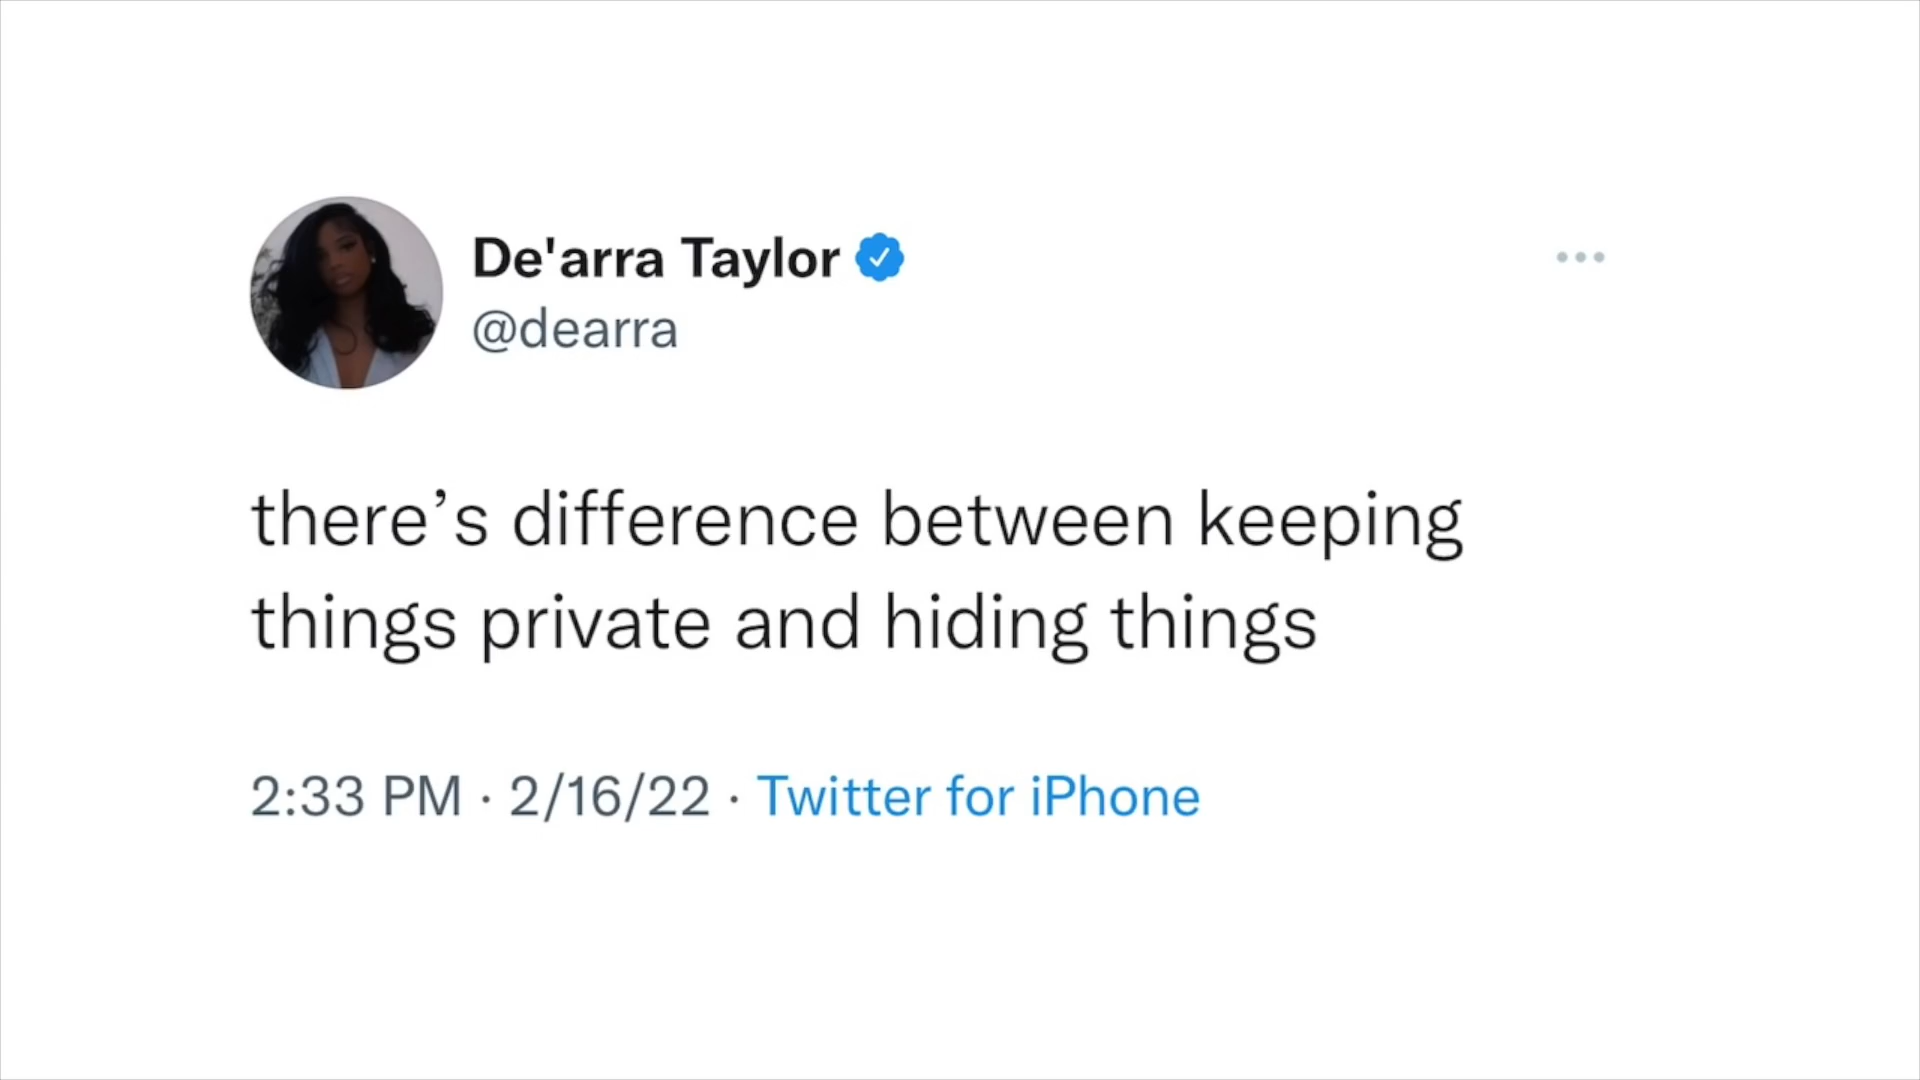 De'arra Taylor
@dearra
there’s difference between keeping
things private and hiding things
2:33 PM · 2/16/22 · Twitter for iPhone